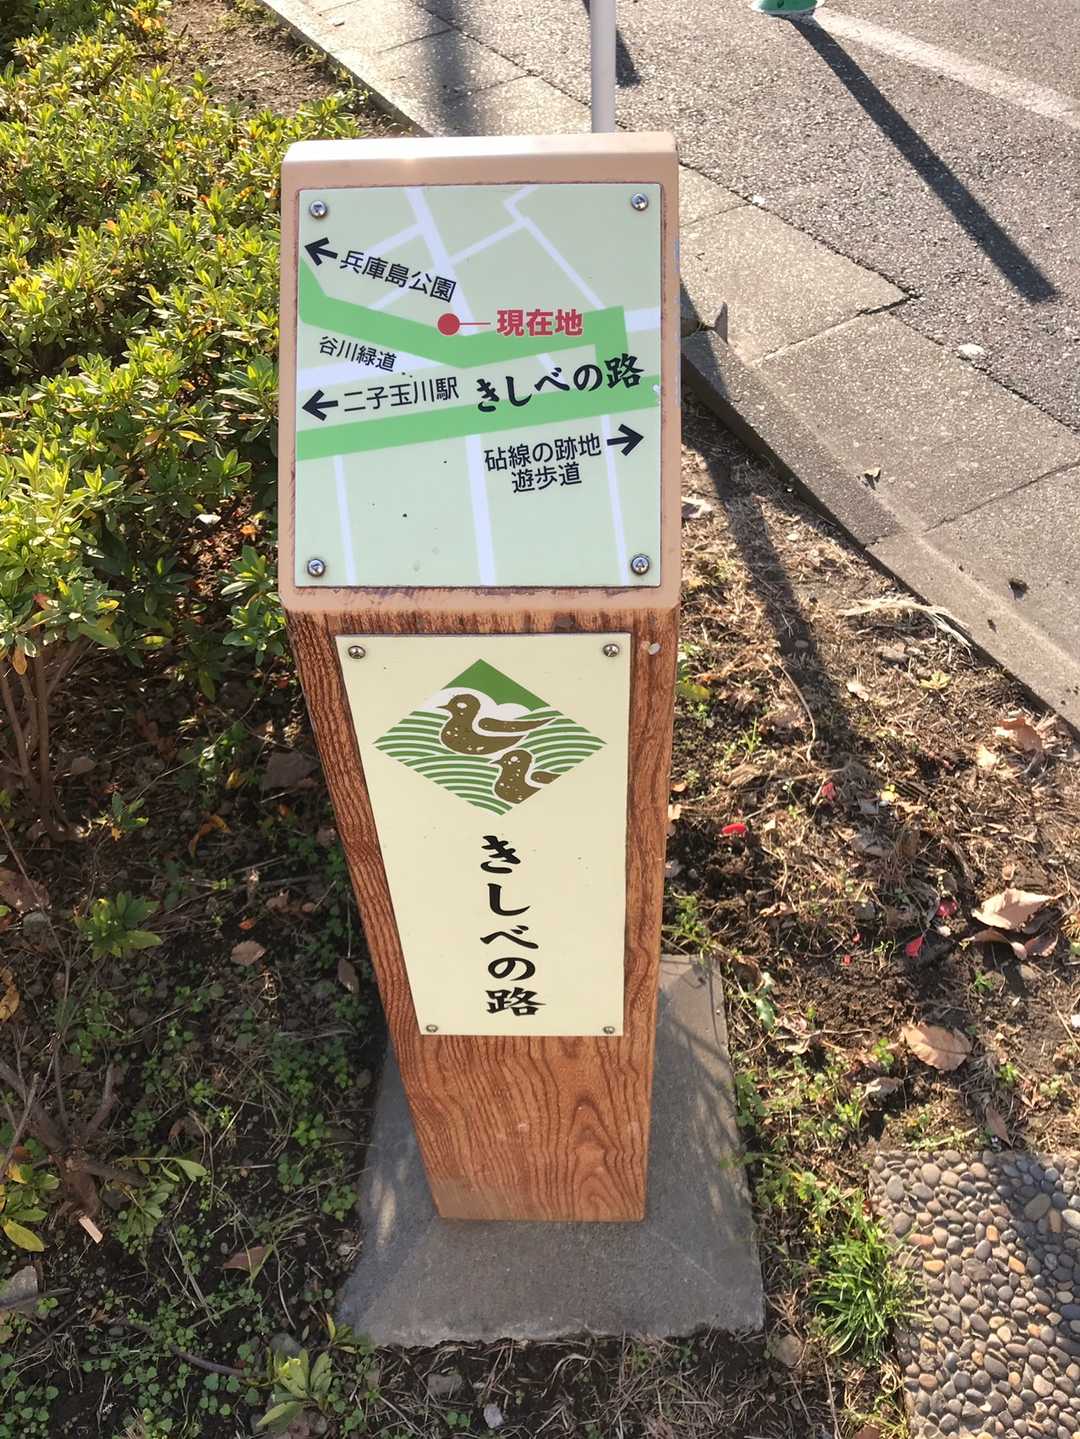 兵庫島公園
現在地
谷川緑道
二子玉川駅
きしべの路
砧線の跡地
遊歩道
きしべの路